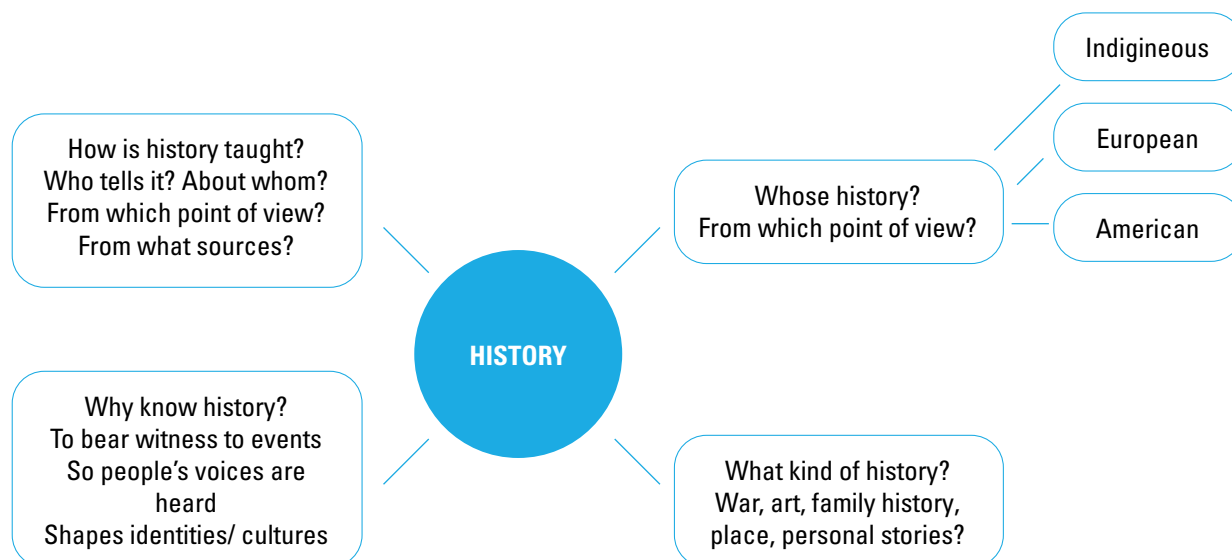 How is history taught?
Who tells it? About whom?
From which point of view?
From what sources?
Whose history?
From which point of view?
Indigineous
European
American
HISTORY
Why know history?
To bear witness to events
So people’s voices are
heard
Shapes identities/ cultures
What kind of history?
War, art, family history,
place, personal stories?